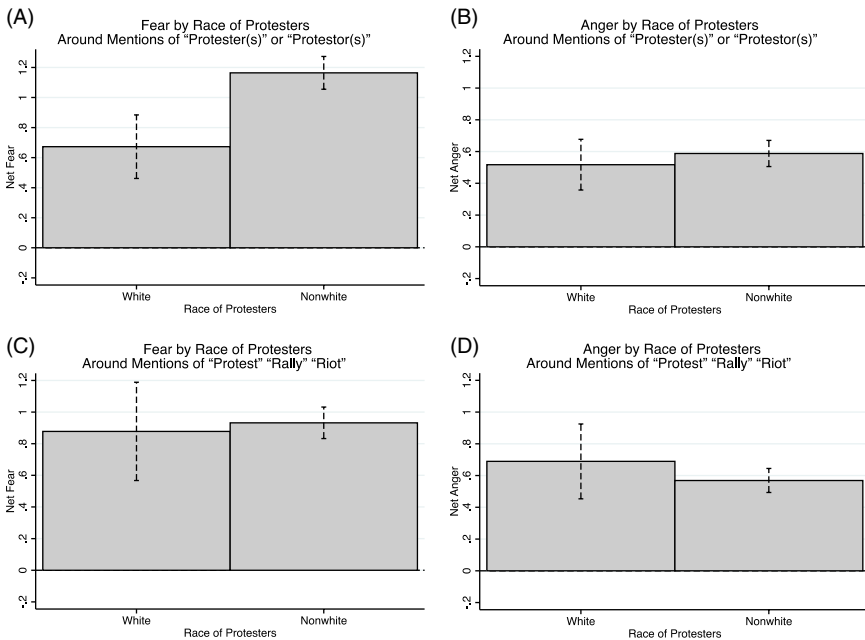 (A)
Fear by Race of Protesters
Around Mentions of “Protester(s)” or “Protestor(s)”
Net Fear
-.2 0 .2 .4 .6 .8 1 1.2
White Nonwhite
Race of Protesters
(B)
Anger by Race of Protesters
Around Mentions of “Protester(s)” or “Protestor(s)”
Net Anger
-.2 0 .2 .4 .6 .8 1 1.2
White Nonwhite
Race of Protesters
(C)
Fear by Race of Protesters
Around Mentions of “Protest” “Rally” “Riot”
Net Fear
-.2 0 .2 .4 .6 .8 1 1.2
White Nonwhite
Race of Protesters
(D)
Anger by Race of Protesters
Around Mentions of “Protest” “Rally” “Riot”
Net Anger
-.2 0 .2 .4 .6 .8 1 1.2
White Nonwhite
Race of Protesters